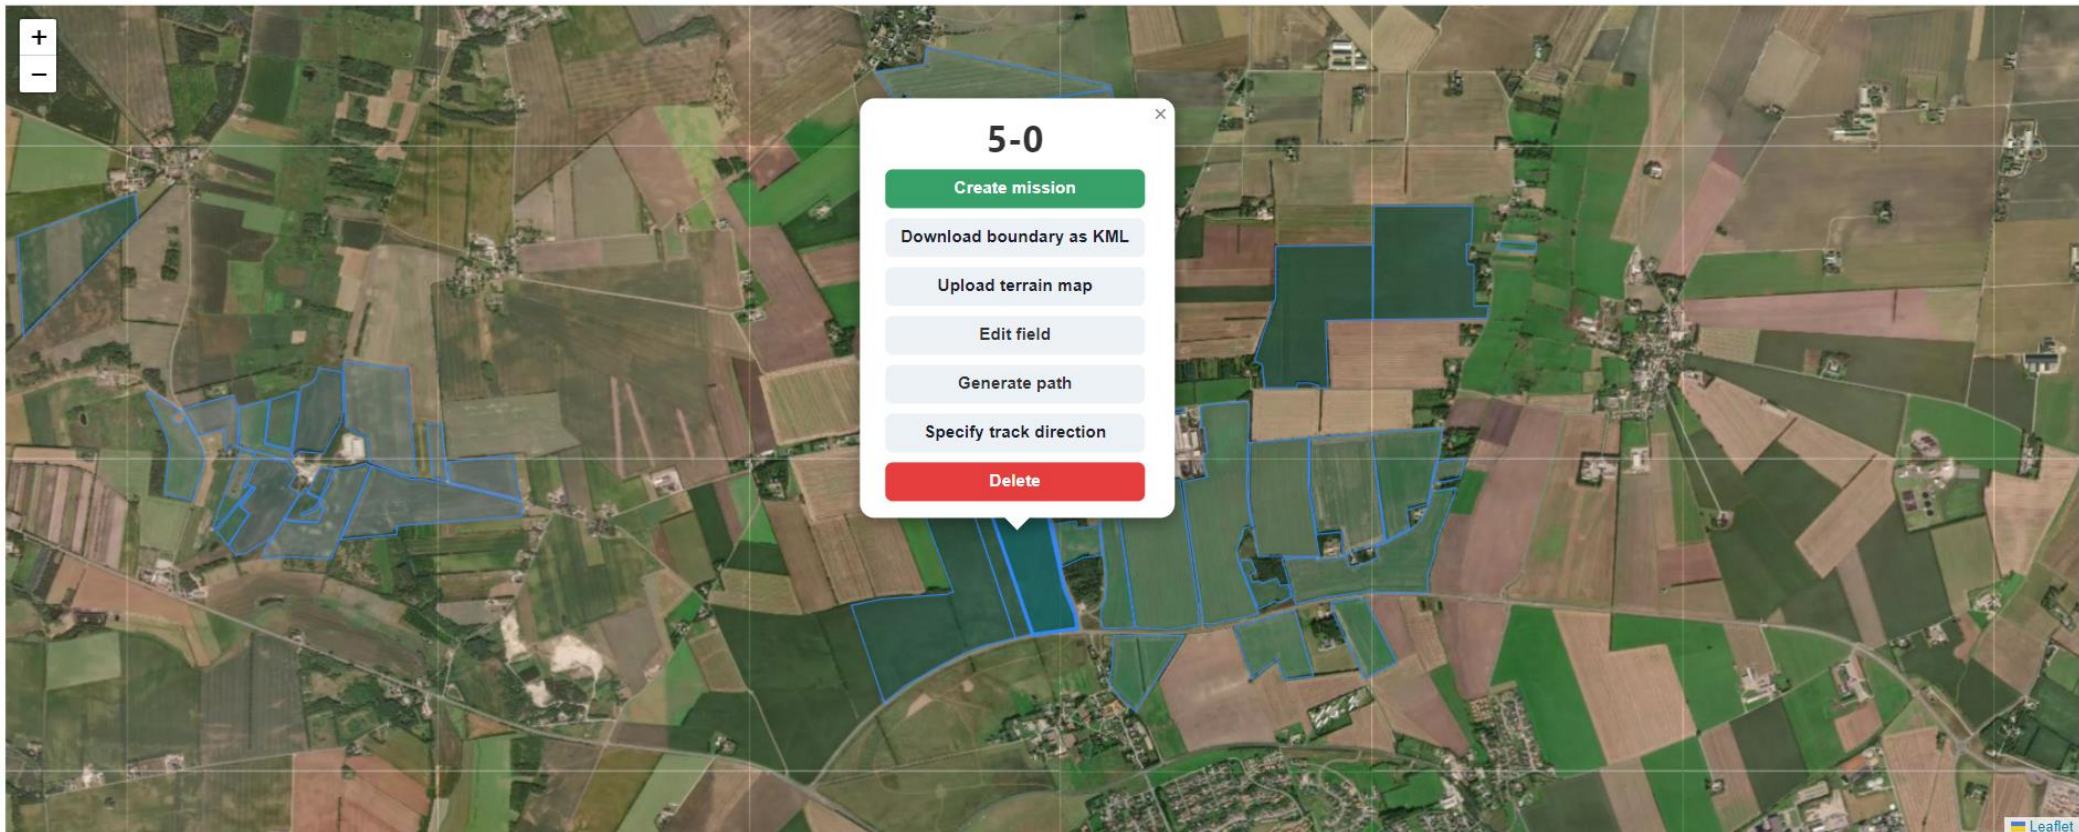 +
−
×
5-0
Create mission
Download boundary as KML
Upload terrain map
Edit field
Generate path
Specify track direction
Delete
Leaflet